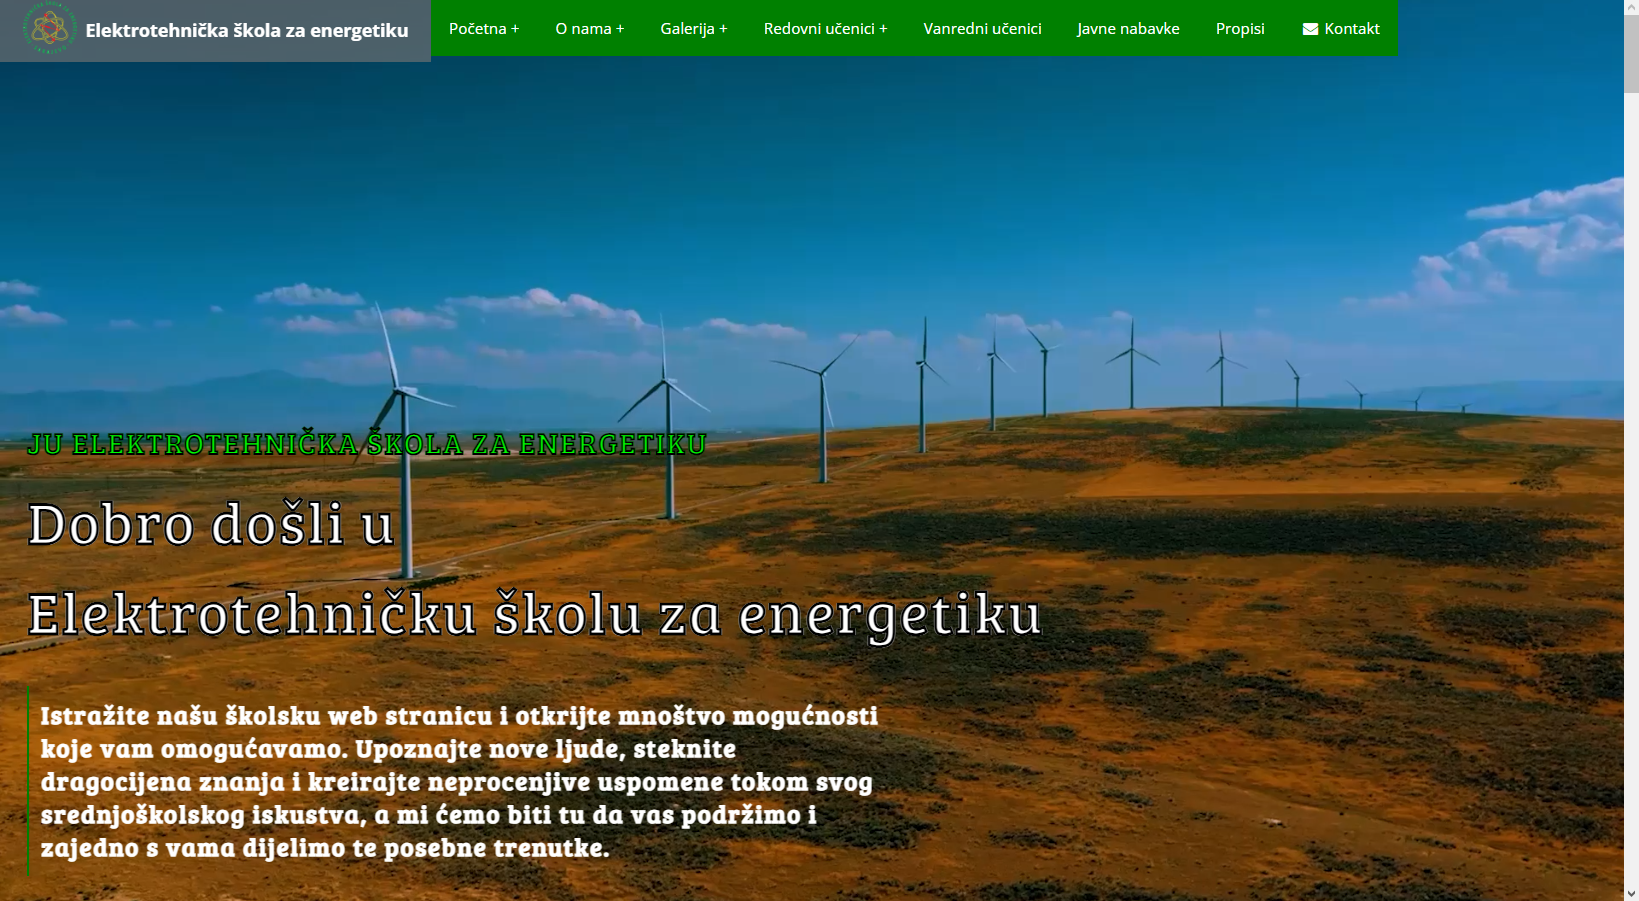 Elektrotehnička škola za energetiku
Početna + O nama + Galerija + Redovni učenici + Vanredni učenici Javne nabavke Propisi Kontakt
JU ELEKTROTEHNIČKA ŠKOLA ZA ENERGETIKU
Dobro došli u
Elektrotehničku školu za energetiku
Istražite našu školsku web stranicu i otkrijte mnoštvo mogućnosti
koje vam omogućavamo. Upoznajte nove ljude, steknite
dragocijena znanja i kreirajte neprocenjive uspomene tokom svog
srednjoškolskog iskustva, a mi ćemo biti tu da vas podržimo i
zajedno s vama dijelimo te posebne trenutke.